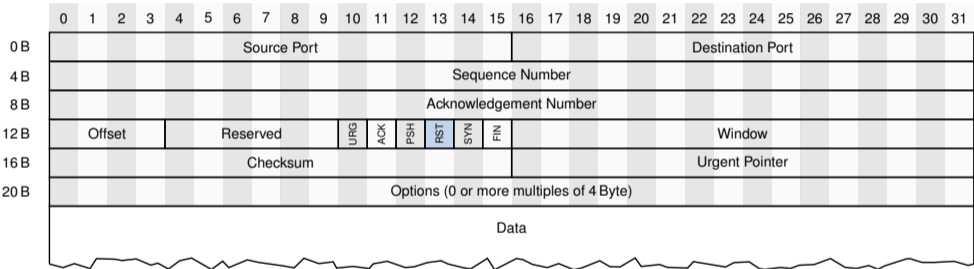 0 1 2 3 4 5 6 7 8 9 10 11 12 13 14 15 16 17 18 19 20 21 22 23 24 25 26 27 28 29 30 31
0 B Source Port Destination Port
4 B Sequence Number
8 B Acknowledgement Number
12 B Offset Reserved URG ACK PSH RST SYN FIN Window
16 B Checksum Urgent Pointer
20 B Options (0 or more multiples of 4 Byte)
Data